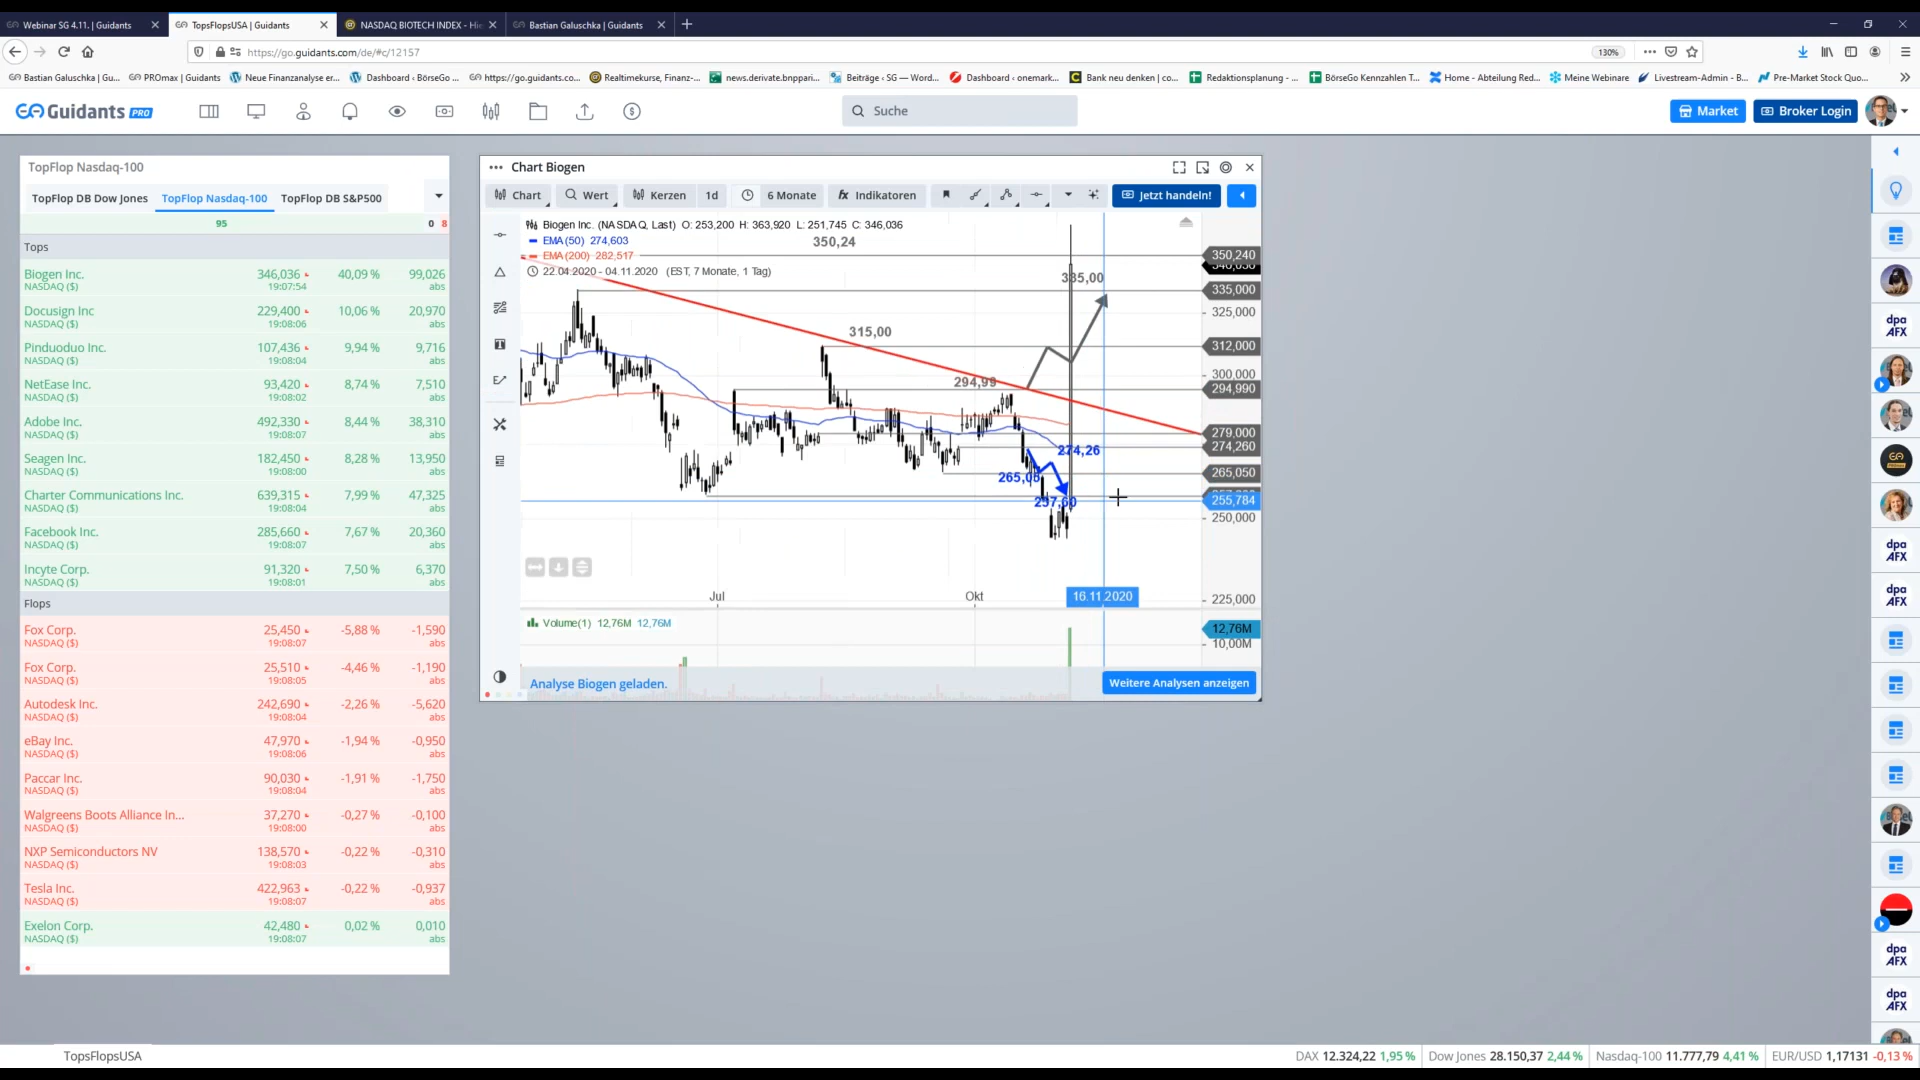 Webinar SG 4.11. | Guidants
TopsFlopsUSA | Guidants
NASDAQ BIOTECH INDEX - Hi
Bastian Galuschka | Guidants
https://go.guidants.com/de/#c/12157
130%
Bastian Galuschka | Gu...
PROmax | Guidants
Neue Finanzanalyse er...
Dashboard ‹ BörseGo ...
https://go.guidants.co...
Realtimekurse, Finanz-...
news.derivate.bnppari...
Beiträge ‹ SG — Word...
Dashboard ‹ onemark...
Bank neu denken | co...
Redaktionsplanung - ...
BörseGo Kennzahlen T...
Home - Abteilung Red...
Meine Webinare
Livestream-Admin - B...
Pre-Market Stock Quo...
Guidants PRO
Suche
Market
Broker Login
TopFlop Nasdaq-100
TopFlop DB Dow Jones
TopFlop Nasdaq-100
TopFlop DB S&P500
95 0 8
Tops
Biogen Inc. 346,036 40,09 % 99,026
NASDAQ ($) 19:07:54 abs
Docusign Inc 229,400 10,06 % 20,970
NASDAQ ($) 19:08:06 abs
Pinduoduo Inc. 107,436 9,94 % 9,716
NASDAQ ($) 19:08:04 abs
NetEase Inc. 93,420 8,74 % 7,510
NASDAQ ($) 19:08:02 abs
Adobe Inc. 492,330 8,44 % 38,310
NASDAQ ($) 19:08:07 abs
Seagen Inc. 182,450 8,28 % 13,950
NASDAQ ($) 19:08:00 abs
Charter Communications Inc. 639,315 7,99 % 47,325
NASDAQ ($) 19:08:04 abs
Facebook Inc. 285,660 7,67 % 20,360
NASDAQ ($) 19:08:07 abs
Incyte Corp. 91,320 7,50 % 6,370
NASDAQ ($) 19:08:01 abs
Flops
Fox Corp. 25,450 -5,88 % -1,590
NASDAQ ($) 19:08:07 abs
Fox Corp. 25,510 -4,46 % -1,190
NASDAQ ($) 19:08:05 abs
Autodesk Inc. 242,690 -2,26 % -5,620
NASDAQ ($) 19:08:04 abs
eBay Inc. 47,970 -1,94 % -0,950
NASDAQ ($) 19:08:06 abs
Paccar Inc. 90,030 -1,91 % -1,750
NASDAQ ($) 19:08:04 abs
Walgreens Boots Alliance In... 37,270 -0,27 % -0,100
NASDAQ ($) 19:08:00 abs
NXP Semiconductors NV 138,570 -0,22 % -0,310
NASDAQ ($) 19:08:03 abs
Tesla Inc. 422,963 -0,22 % -0,937
NASDAQ ($) 19:08:07 abs
Exelon Corp. 42,480 0,02 % 0,010
NASDAQ ($) 19:08:07 abs
Chart Biogen
Chart Wert Kerzen 1d 6 Monate fx Indikatoren Jetzt handeln!
Biogen Inc. (NASDAQ, Last) O: 253,200 H: 363,920 L: 251,745 C: 346,036
EMA(50) 274,603
350,24
EMA(200) 282,517
22.04.2020 - 04.11.2020 (EST, 7 Monate, 1 Tag)
335,00
315,00
294,99
274,26
265,05
257,60
350,240
346,036
335,000
325,000
312,000
300,000
294,990
279,000
274,260
265,050
255,784
250,000
225,000
Jul
Okt
16.11.2020
Volume(1) 12,76M 12,76M
12,76M
10,00M
Analyse Biogen geladen.
Weitere Analysen anzeigen
dpa
AFX
dpa
AFX
dpa
AFX
dpa
AFX
dpa
AFX
TopsFlopsUSA
DAX 12.324,22 1,95 %
Dow Jones 28.150,37 2,44 %
Nasdaq-100 11.777,79 4,41 %
EUR/USD 1,17131 -0,13 %